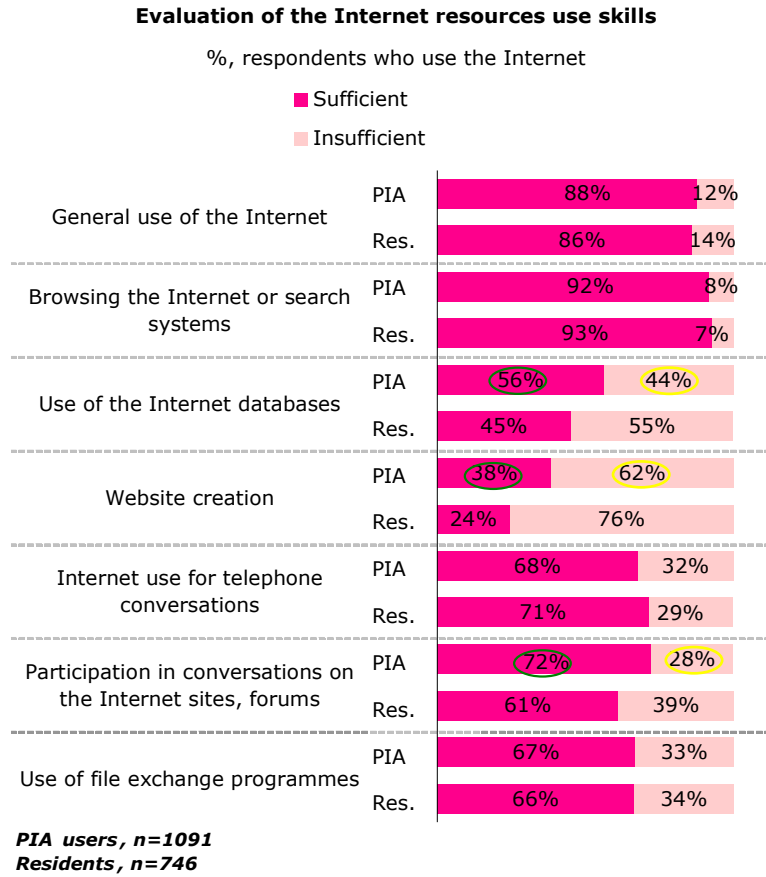 Evaluation of the Internet resources use skills
%, respondents who use the Internet
Sufficient
Insufficient
General use of the Internet
PIA 88% 12%
Res. 86% 14%
Browsing the Internet or search
systems
PIA 92% 8%
Res. 93% 7%
Use of the Internet databases
PIA 56% 44%
Res. 45% 55%
Website creation
PIA 38% 62%
Res. 24% 76%
Internet use for telephone
conversations
PIA 68% 32%
Res. 71% 29%
Participation in conversations on
the Internet sites, forums
PIA 72% 28%
Res. 61% 39%
Use of file exchange programmes
PIA 67% 33%
Res. 66% 34%
PIA users, n=1091
Residents, n=746